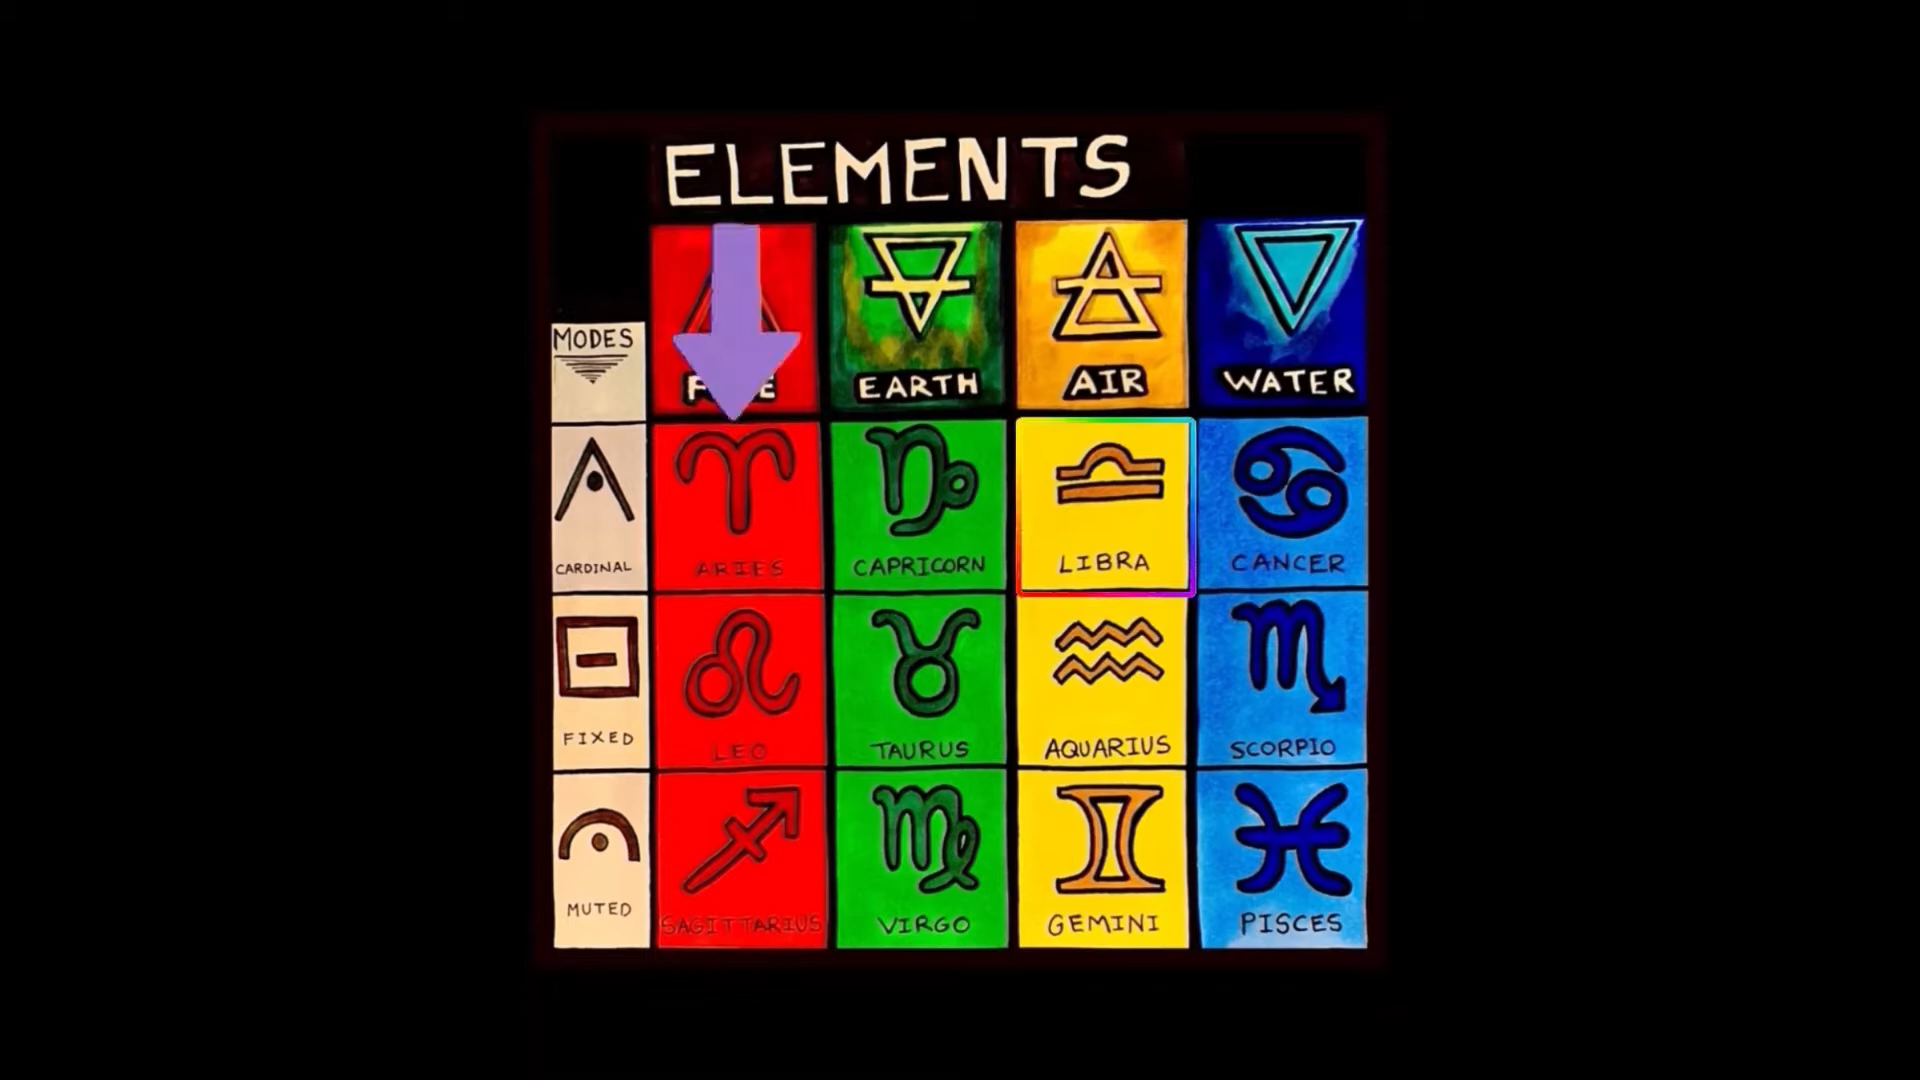 ELEMENTS
MODES
EARTH
AIR
WATER
CARDINAL
ARIES
CAPRICORN
LIBRA
CANCER
FIXED
LEO
TAURUS
AQUARIUS
SCORPIO
MUTED
SAGITTARIUS
VIRGO
GEMINI
PISCES